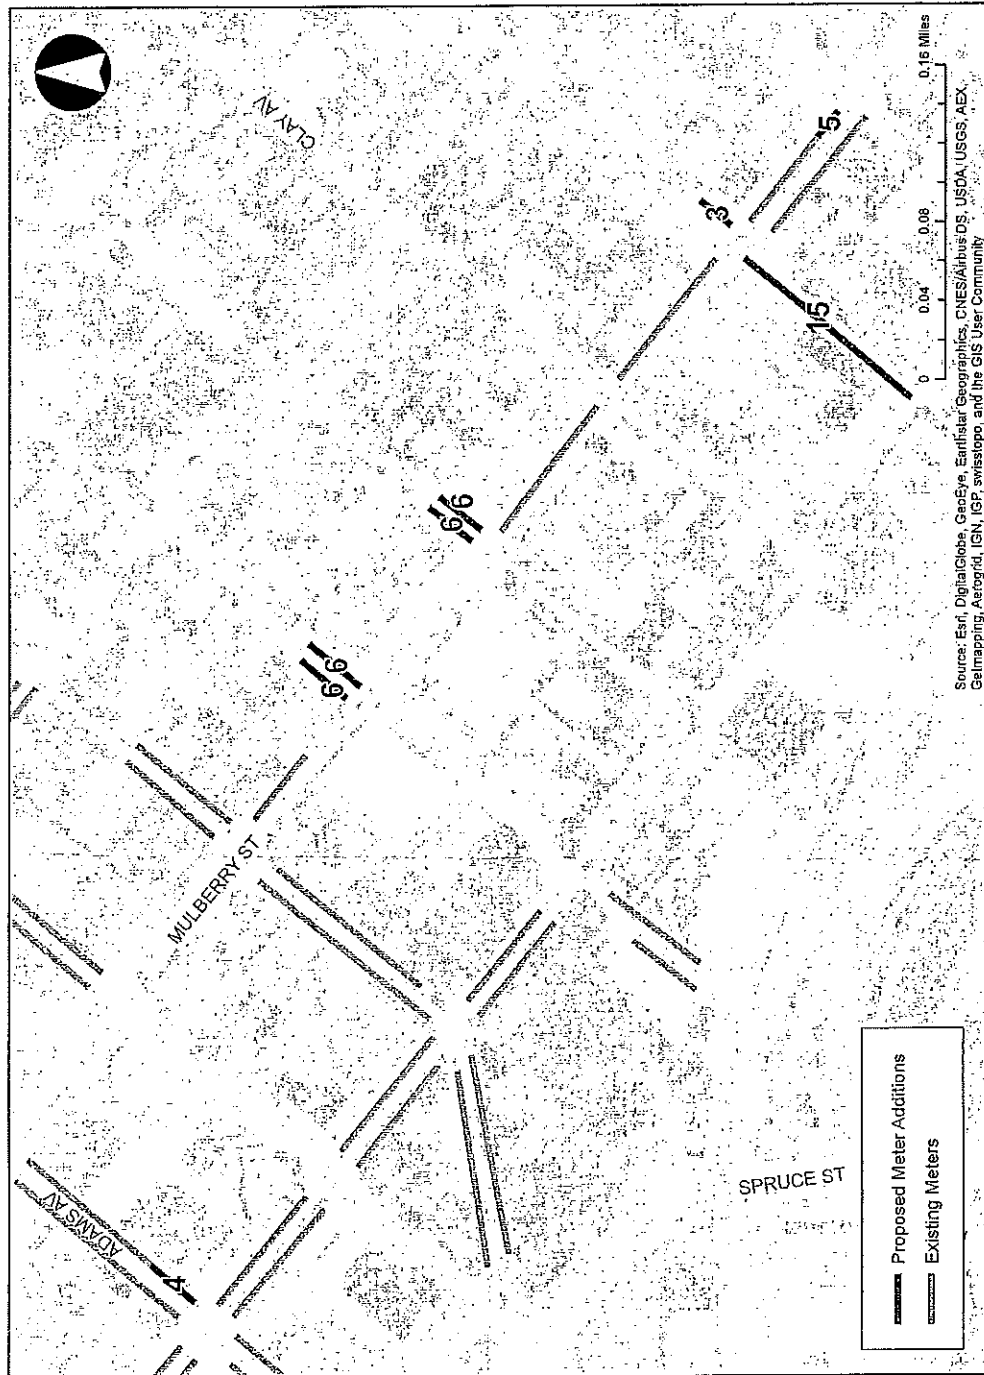 CLAY AV
5
3
15
6
6
6
6
MULBERRY ST
ADAMS AV
4
SPRUCE ST
0 0.04 0.08 0.16 Miles
Proposed Meter Additions
Existing Meters
Source: Esri, DigitalGlobe, GeoEye, Earthstar Geographics, CNES/Airbus DS, USDA, USGS, AEX,
Getmapping, Aerogrid, IGN, IGP, swisstopo, and the GIS User Community